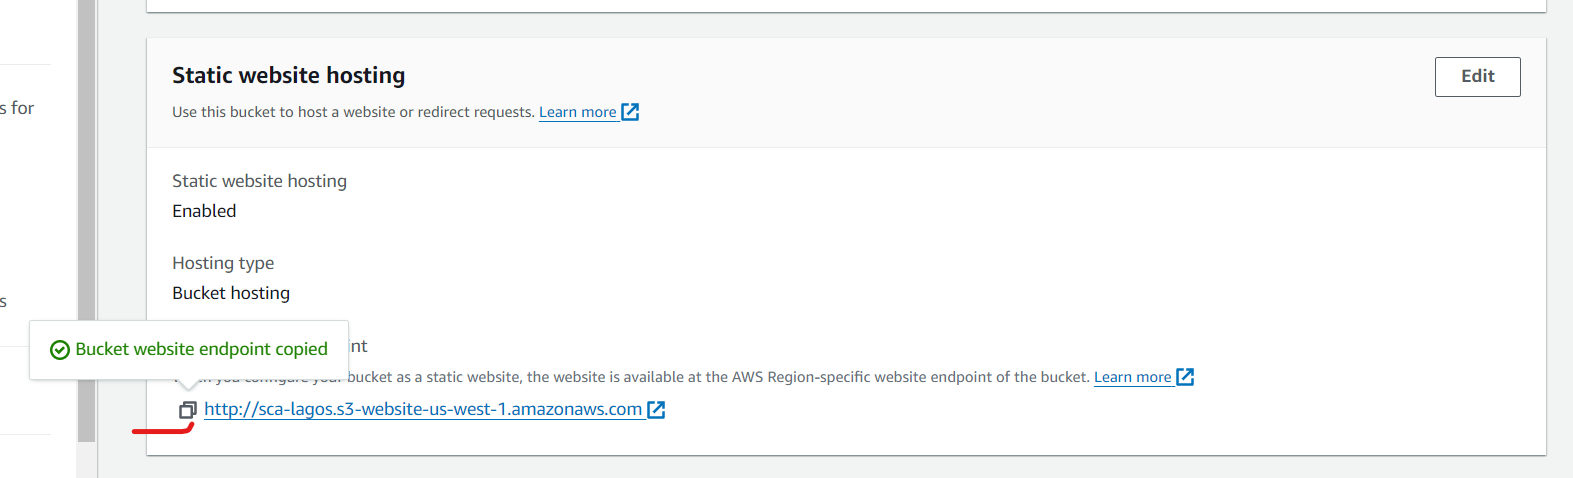 Static website hosting
Edit
Use this bucket to host a website or redirect requests. Learn more
s for
Static website hosting
Enabled
Hosting type
Bucket hosting
s
Bucket website endpoint copied
you configure your bucket as a static website, the website is available at the AWS Region-specific website endpoint of the bucket. Learn more
http://sca-lagos.s3-website-us-west-1.amazonaws.com